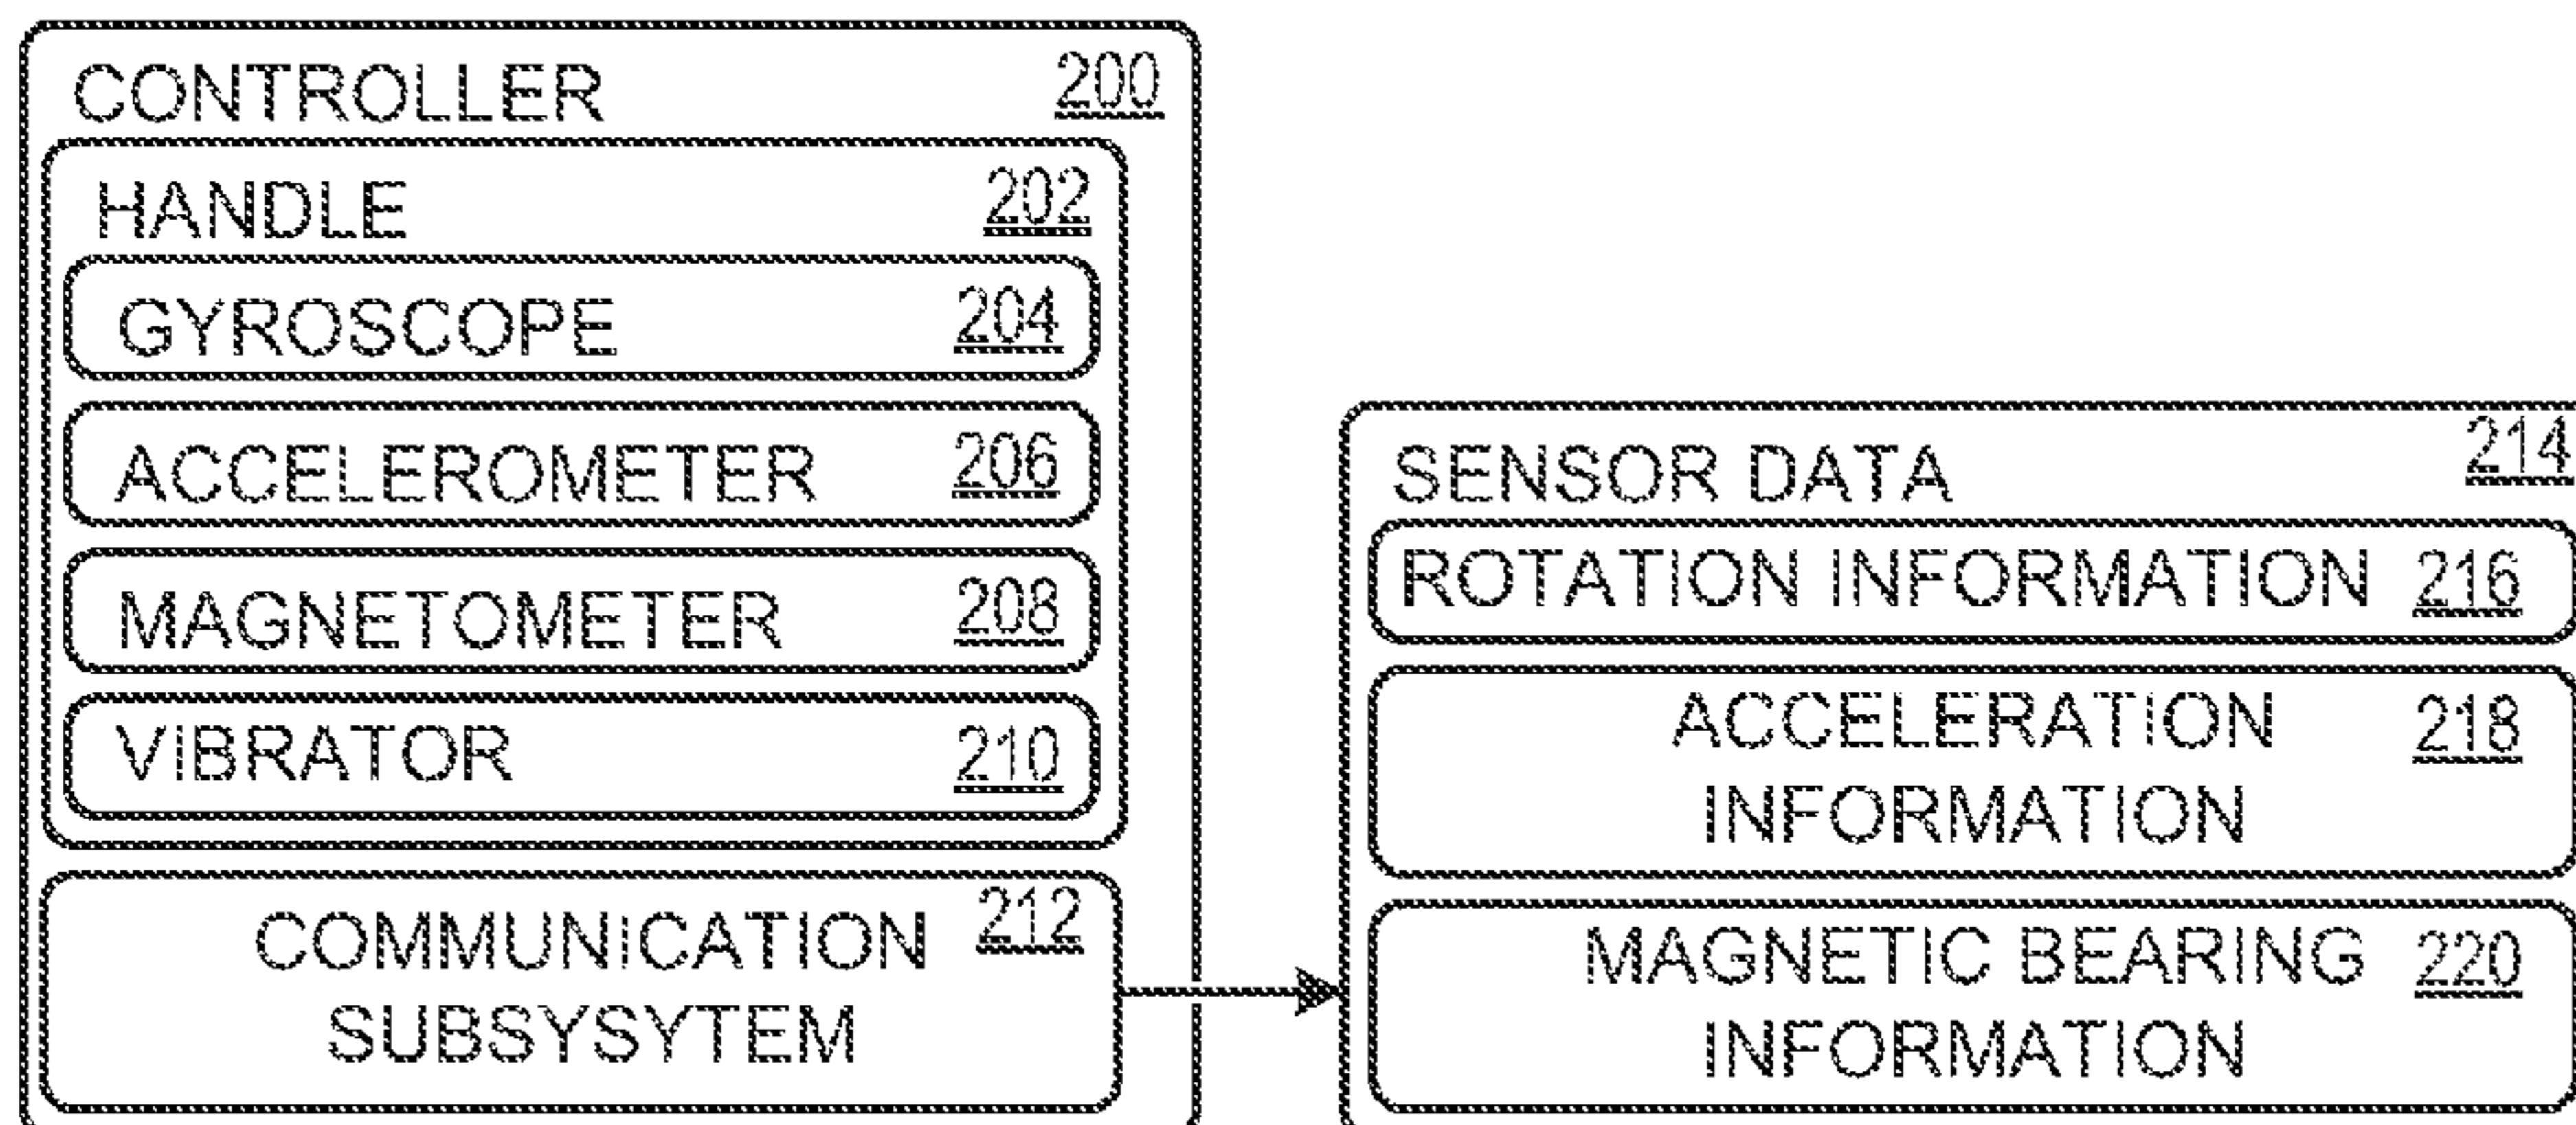 CONTROLLER 200
HANDLE 202
GYROSCOPE 204
ACCELEROMETER 206
MAGNETOMETER 208
VIBRATOR 210
COMMUNICATION 212
SUBSYSYTEM
SENSOR DATA 214
ROTATION INFORMATION 216
ACCELERATION 218
INFORMATION
MAGNETIC BEARING 220
INFORMATION